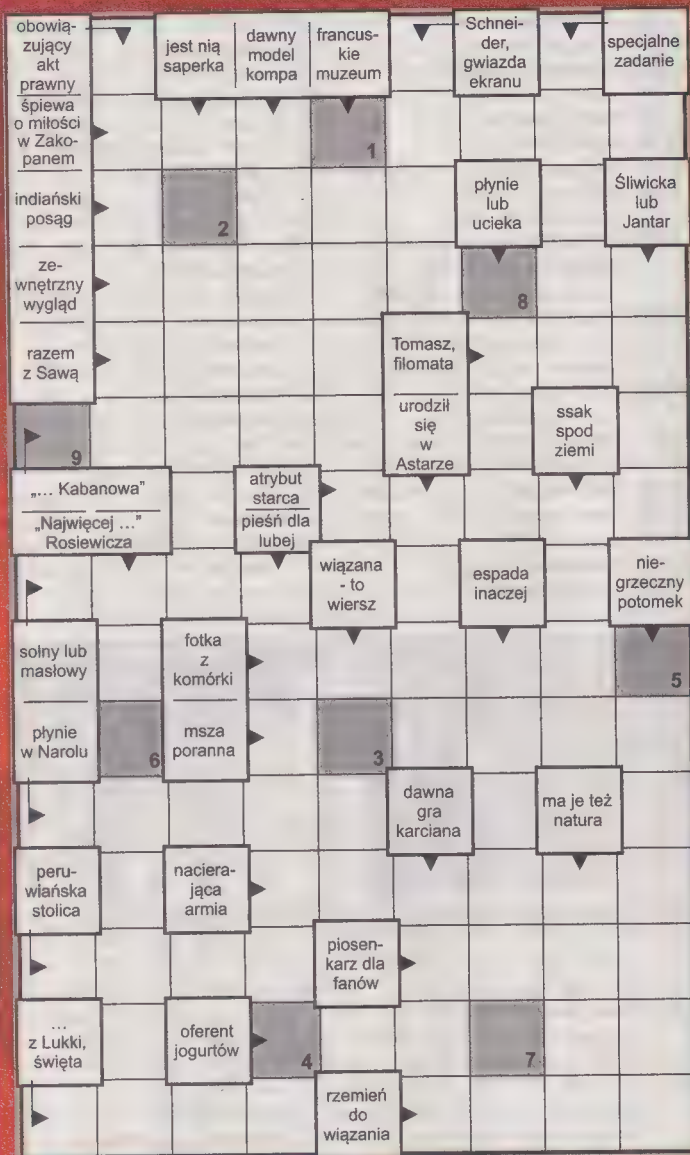 obowią-
zujący
akt
prawny
jest nią
saperka
dawny
model
kompa
francus-
kie
muzeum
Schnei-
der,
gwiazda
ekranu
specjalne
zadanie
śpiewa
o miłości
w Zako-
panem
1
indiański
posąg
2
płynie
lub
ucieka
Śliwicka
lub
Jantar
ze-
wnętrzny
wygląd
8
razem
z Sawą
Tomasz,
filomata
urodził
się
w
Astarze
ssak
spod
ziemi
9
„... Kabanowa”
„Najwięcej ...”
Rosiewicza
atrybut
starca
pieśń dla
lubej
wiązana
- to
wiersz
espada
inaczej
nie-
grzeczny
potomek
solny lub
masłowy
fotka
z
komórki
5
płynie
w Narolu
6
msza
poranna
3
dawna
gra
karciana
ma je też
natura
peru-
wiańska
stolica
naciera-
jąca
armia
piosen-
karz dla
fanów
...
z Lukki,
święta
oferent
jogurtów
4
7
rzemień
do
wiązania